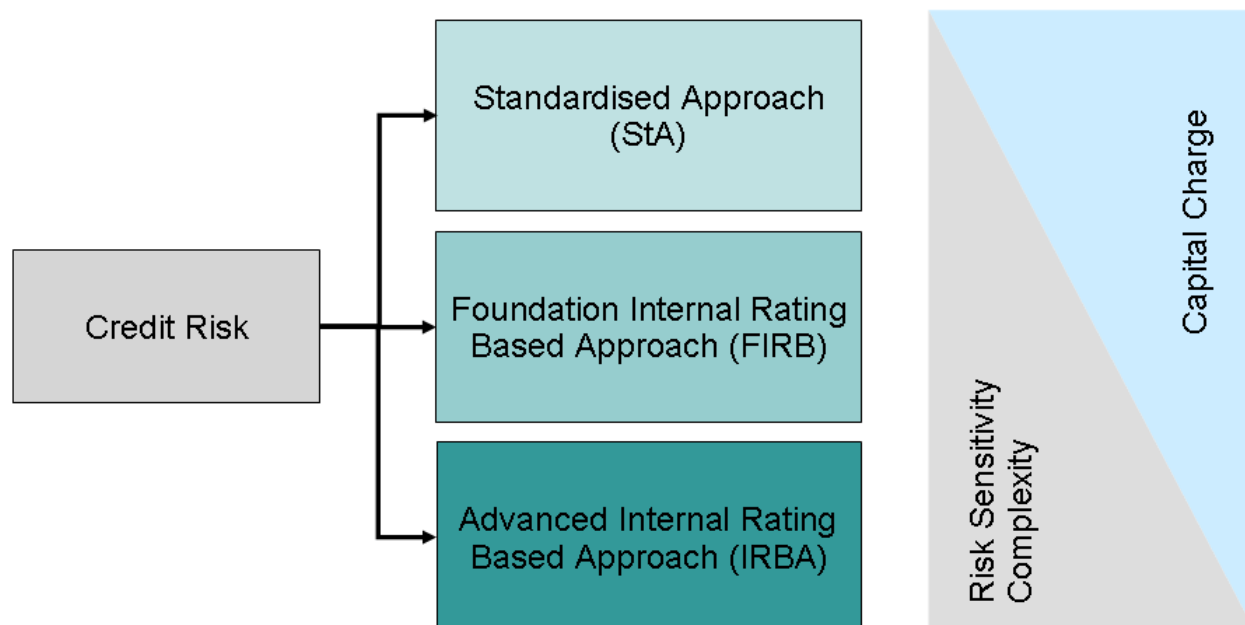 Credit Risk
Standardised Approach
(StA)
Foundation Internal Rating
Based Approach (FIRB)
Advanced Internal Rating
Based Approach (IRBA)
Risk Sensitivity
Complexity
Capital Charge